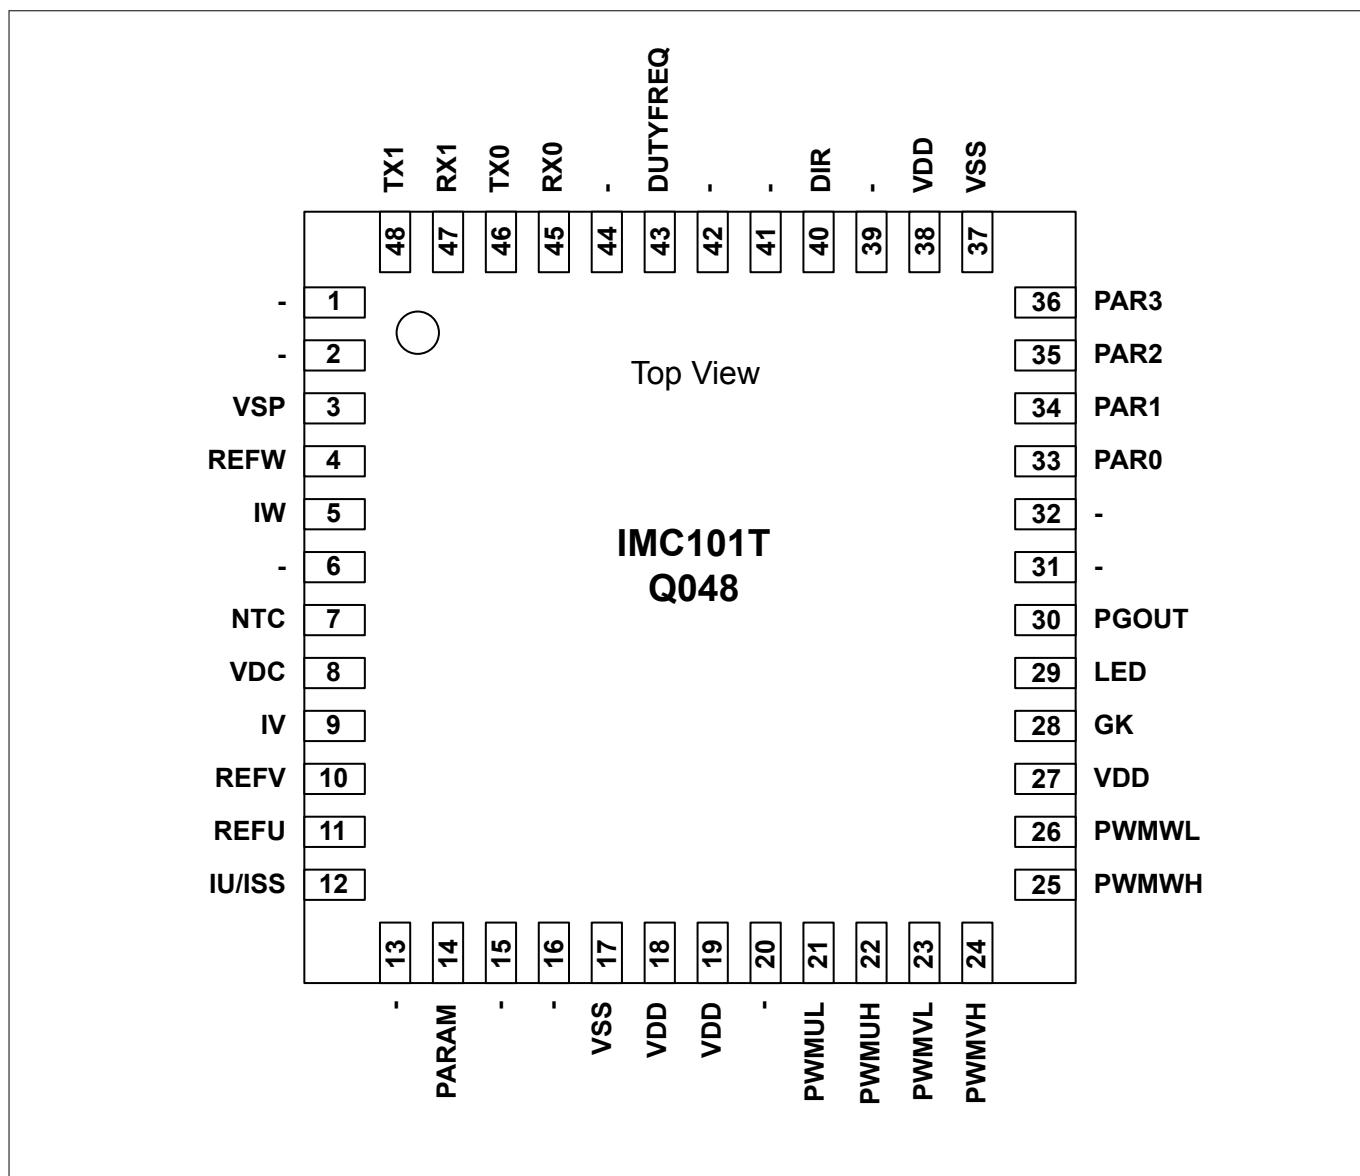 TX1 RX1 TX0 RX0 - DUTYFREQ - - DIR - VDD VSS
48 47 46 45 44 43 42 41 40 39 38 37
- 1
- 2
VSP 3
REFW 4
IW 5
- 6
NTC 7
VDC 8
IV 9
REFV 10
REFU 11
IU/ISS 12
Top View
IMC101T
Q048
36 PAR3
35 PAR2
34 PAR1
33 PAR0
32 -
31 -
30 PGOUT
29 LED
28 GK
27 VDD
26 PWMWL
25 PWMWH
13 14 15 16 17 18 19 20 21 22 23 24
- PARAM - - VSS VDD VDD - PWMUL PWMUH PWMVL PWMVH